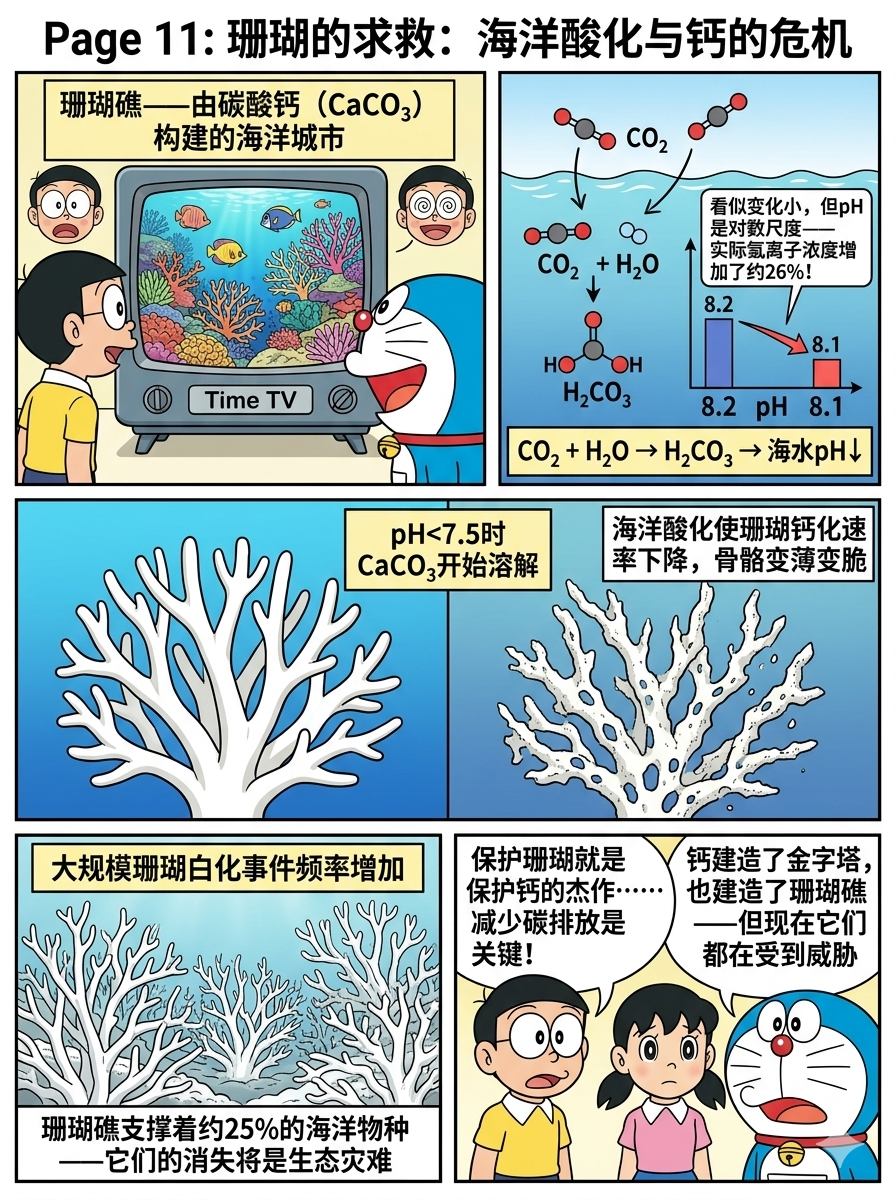 Page 11: 珊瑚的求救：海洋酸化与钙的危机
珊瑚礁——由碳酸钙（CaCO₃）
构建的海洋城市
Time TV
CO₂
CO₂ + H₂O
HO OH
H₂CO₃
看似变化小，但pH
是对数尺度——
实际氢离子浓度增
加了约26%！
8.2
8.1
8.2 pH 8.1
CO₂ + H₂O → H₂CO₃ → 海水pH↓
pH<7.5时
CaCO₃开始溶解
海洋酸化使珊瑚钙化速
率下降，骨骼变薄变脆
大规模珊瑚白化事件频率增加
珊瑚礁支撑着约25%的海洋物种
——它们的消失将是生态灾难
保护珊瑚就是
保护钙的杰作……
减少碳排放是
关键！
钙建造了金字塔，
也建造了珊瑚礁
——但现在它们
都在受到威胁